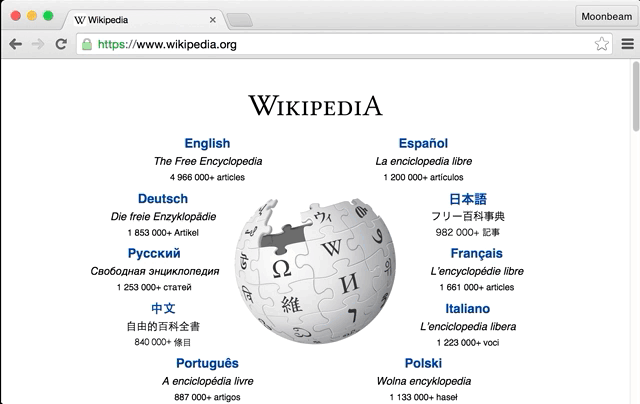 Wikipedia
Moonbeam
https://www.wikipedia.org
WIKIPEDIA
English
The Free Encyclopedia
4 966 000+ articles
Español
La enciclopedia libre
1 200 000+ artículos
Deutsch
Die freie Enzyklopädie
1 853 000+ Artikel
日本語
フリー百科事典
982 000+ 記事
Русский
Свободная энциклопедия
1 253 000+ статей
Français
L'encyclopédie libre
1 661 000+ articles
中文
自由的百科全書
840 000+ 條目
Italiano
L'enciclopedia libera
1 223 000+ voci
Português
A enciclopédia livre
887 000+ artigos
Polski
Wolna encyklopedia
1 133 000+ haseł
ウィ
W
Ω
И
維